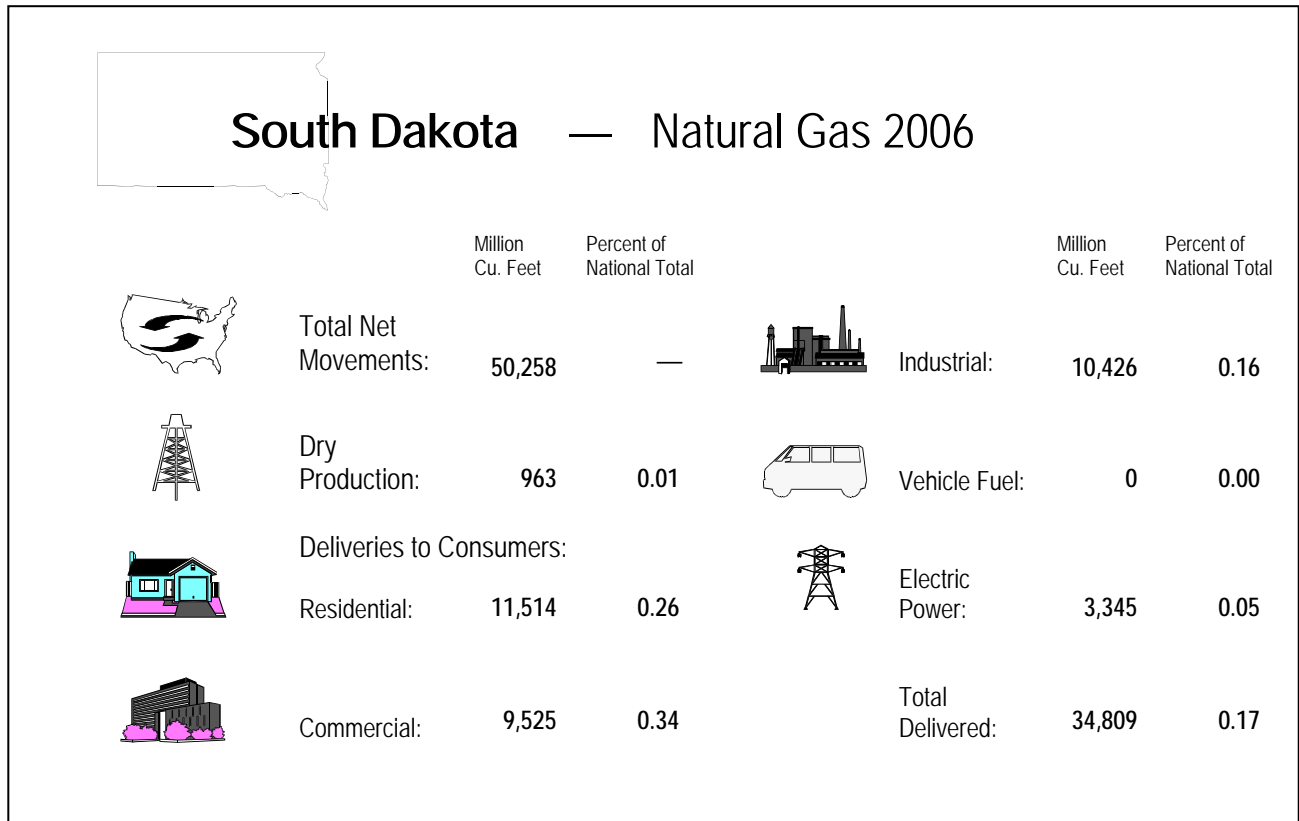 South Dakota — Natural Gas 2006
Million Percent of Million Percent of
Cu. Feet National Total Cu. Feet National Total
Total Net
Movements: 50,258 — Industrial: 10,426 0.16
Dry
Production: 963 0.01 Vehicle Fuel: 0 0.00
Deliveries to Consumers:
Electric
Residential: 11,514 0.26 Power: 3,345 0.05
Total
Commercial: 9,525 0.34 Delivered: 34,809 0.17